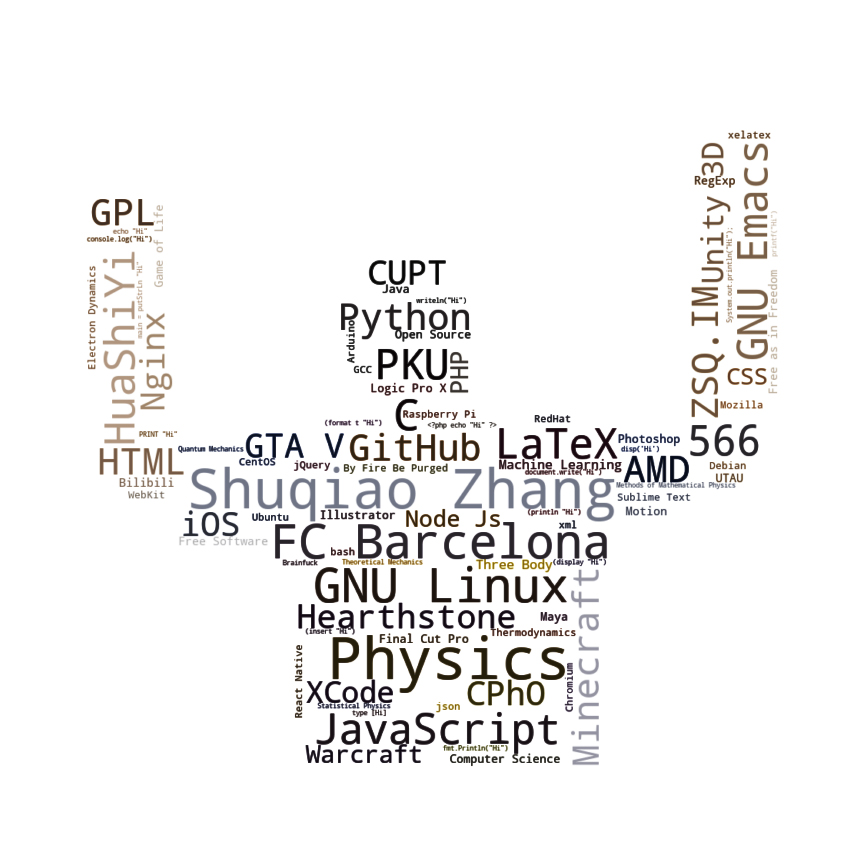 xelatex
GNU Emacs
Unity 3D
RegExp
printf("Hi")
System.out.println("Hi");
ZSQ.IM
Free as in Freedom
CSS
Mozilla
GPL
echo "Hi"
console.log("Hi")
Game of Life
HuaShiYi
main = putStrLn "Hi"
Electron Dynamics
Nginx
PRINT "Hi"
HTML
Bilibili
WebKit
CUPT
Java
writeln("Hi")
Python
Arduino
Open Source
PKU
PHP
GCC
Logic Pro X
C
Raspberry Pi
(format t "Hi")
<?php echo "Hi" ?>
RedHat
GTA V
GitHub
LaTeX
Photoshop
disp('Hi')
566
Quantum Mechanics
CentOS
jQuery
By Fire Be Purged
Machine Learning
document.write("Hi")
AMD
Debian
UTAU
Shuqiao Zhang
Methods of Mathematical Physics
Sublime Text
Motion
iOS
Ubuntu
Illustrator
Node Js
(println "Hi")
xml
Free Software
FC Barcelona
bash
Brainfuck
Theoretical Mechanics
Three Body
(display "Hi")
GNU Linux
Minecraft
Hearthstone
Maya
(insert "Hi")
Final Cut Pro
Thermodynamics
Physics
React Native
XCode
CPhO
Chromium
Statistical Physics
type [Hi]
json
JavaScript
Warcraft
fmt.Println("Hi")
Computer Science